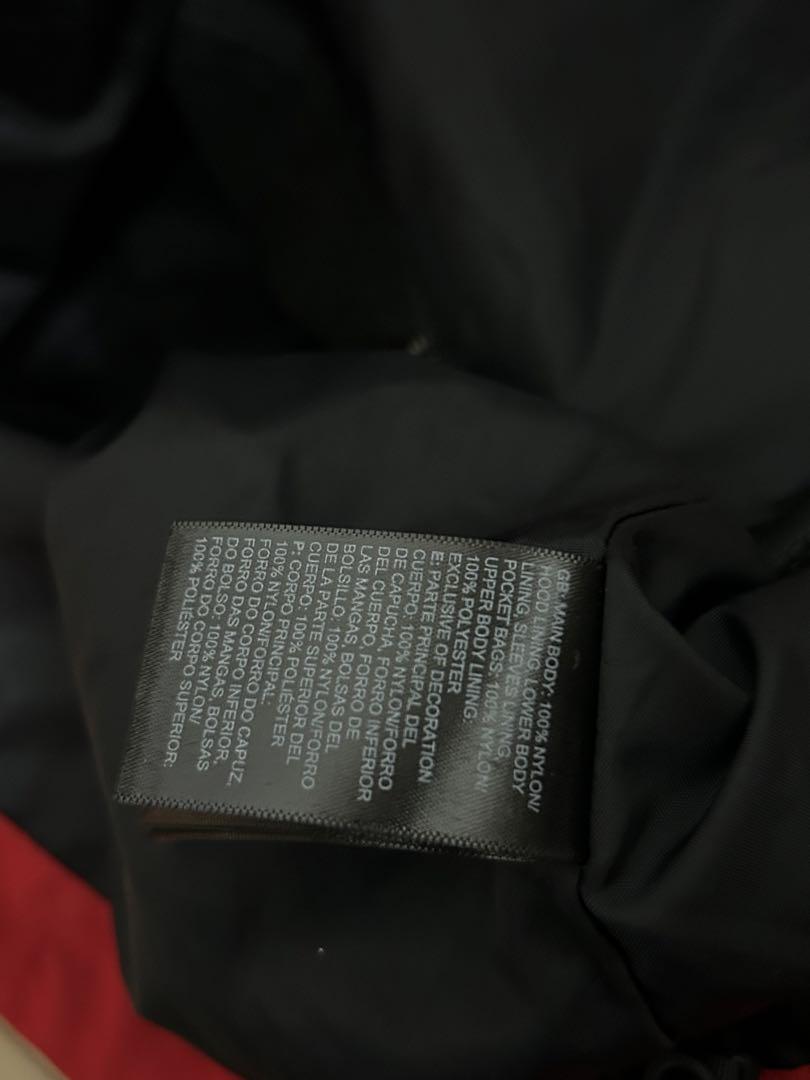 GB: MAIN BODY: 100% NYLON/
HOOD LINING, LOWER BODY
LINING, SLEEVES LINING,
POCKET BAGS: 100% NYLON/
UPPER BODY LINING:
100% POLYESTER
EXCLUSIVE OF DECORATION
E:PARTE PRINCIPAL DEL
CUERPO: 100% NYLON/FORRO
DE CAPUCHA, FORRO INFERIOR
DEL CUERPO, FORRO DE
LAS MANGAS, BOLSAS DEL
BOLSILLO: 100% NYLON/FORRO
DE LA PARTE SUPERIOR DEL
CUERPO: 100% POLIESTER
P: CORPO PRINCIPAL:
100% NYLON/FORRO DO CAPUZ,
FORRO DO CORPO INFERIOR,
FORRO DAS MANGAS, BOLSAS
DO BOLSO: 100% NYLON/
FORRO DO CORPO SUPERIOR:
100% POLIÉSTER